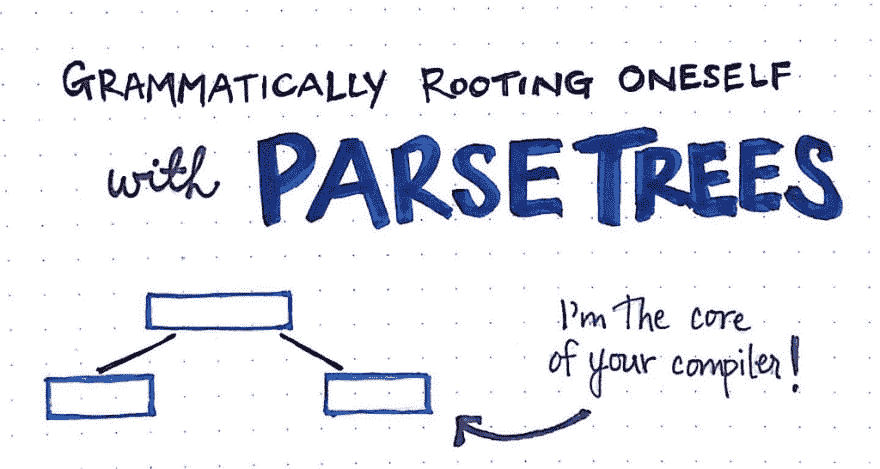 GRAMMATICALLY ROOTING ONESELF
with PARSE TREES
I'm the core
of your compiler!